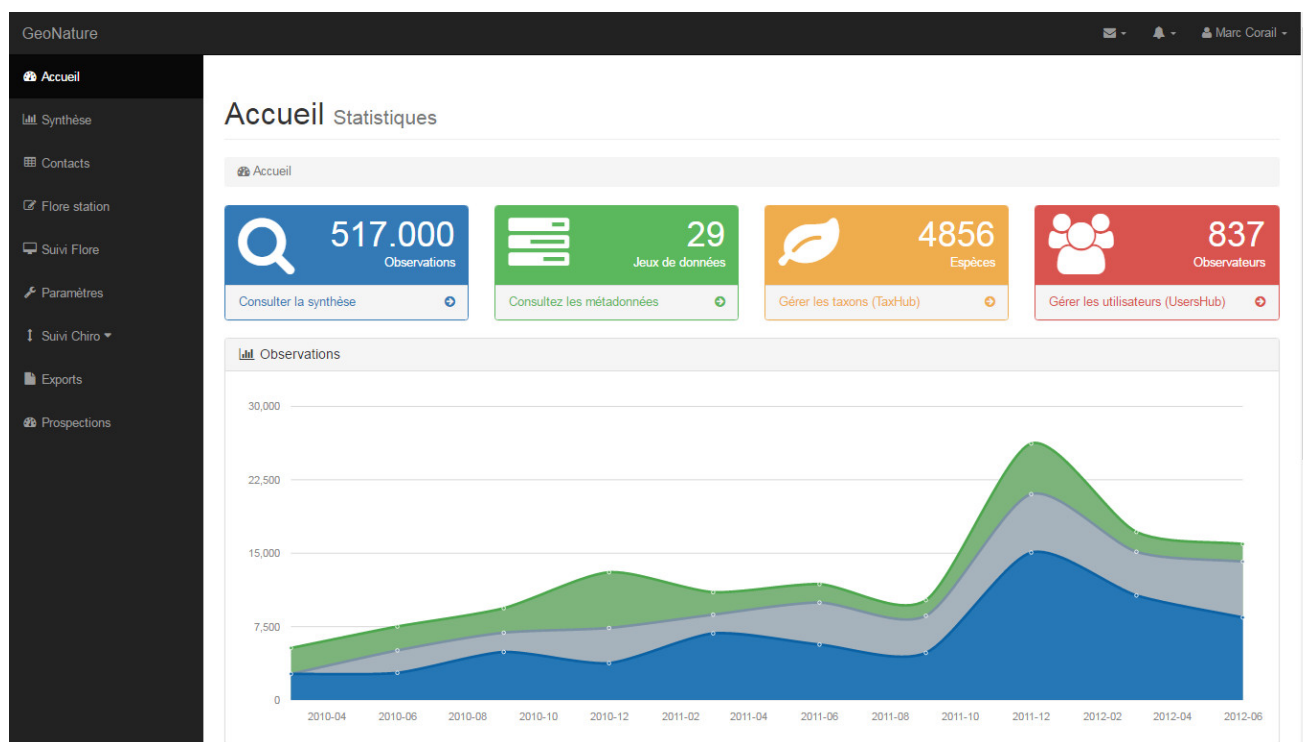 GeoNature
Marc Corail
Accueil
Synthèse
Contacts
Flore station
Suivi Flore
Paramètres
Suivi Chiro
Exports
Prospections
Accueil Statistiques
Accueil
517.000
Observations
Consulter la synthèse
29
Jeux de données
Consultez les métadonnées
4856
Espèces
Gérer les taxons (TaxHub)
837
Observateurs
Gérer les utilisateurs (UsersHub)
Observations
30,000
22,500
15,000
7,500
0
2010-04 2010-06 2010-08 2010-10 2010-12 2011-02 2011-04 2011-06 2011-08 2011-10 2011-12 2012-02 2012-04 2012-06